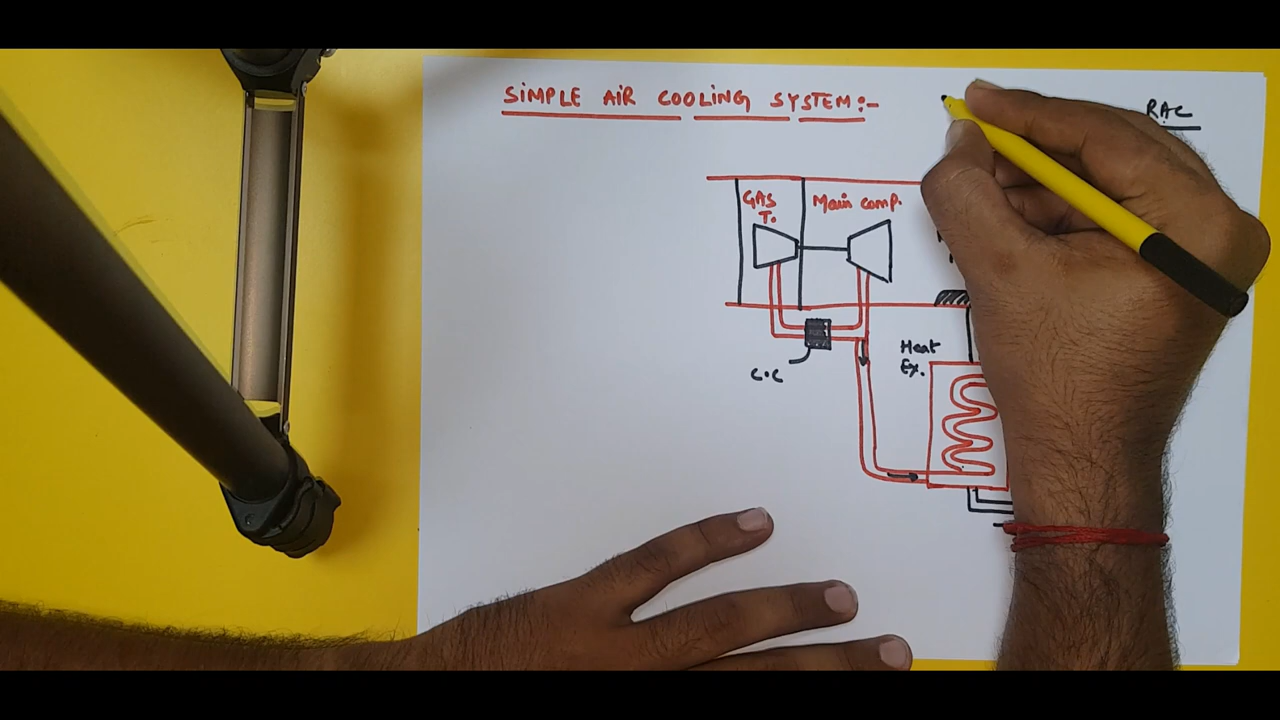 SIMPLE AIR COOLING SYSTEM:-
RAC
GAS
T.
Main comp.
C.C
Heat
Ex.